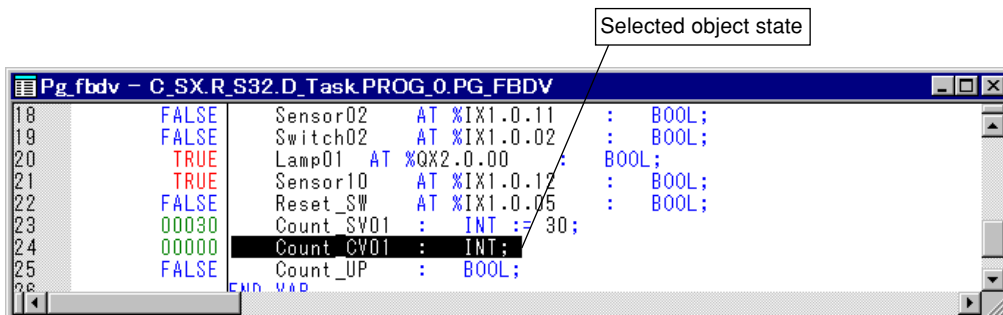 Selected object state
Pg_fbdv - C_SX.R_S32.D_Task.PROG_0.PG_FBDV
18 FALSE Sensor02 AT %IX1.0.11 : BOOL;
19 FALSE Switch02 AT %IX1.0.02 : BOOL;
20 TRUE Lamp01 AT %QX2.0.00 : BOOL;
21 TRUE Sensor10 AT %IX1.0.12 : BOOL;
22 FALSE Reset_SW AT %IX1.0.05 : BOOL;
23 00030 Count_SV01 : INT := 30;
24 00000 Count_CV01 : INT;
25 FALSE Count_UP : BOOL;
26 END_VAR